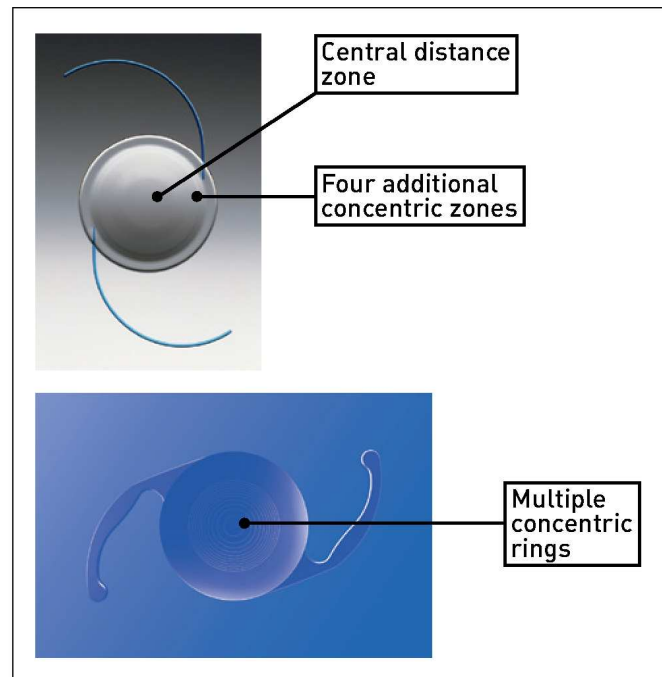 Central distance
zone
Four additional
concentric zones
Multiple
concentric
rings